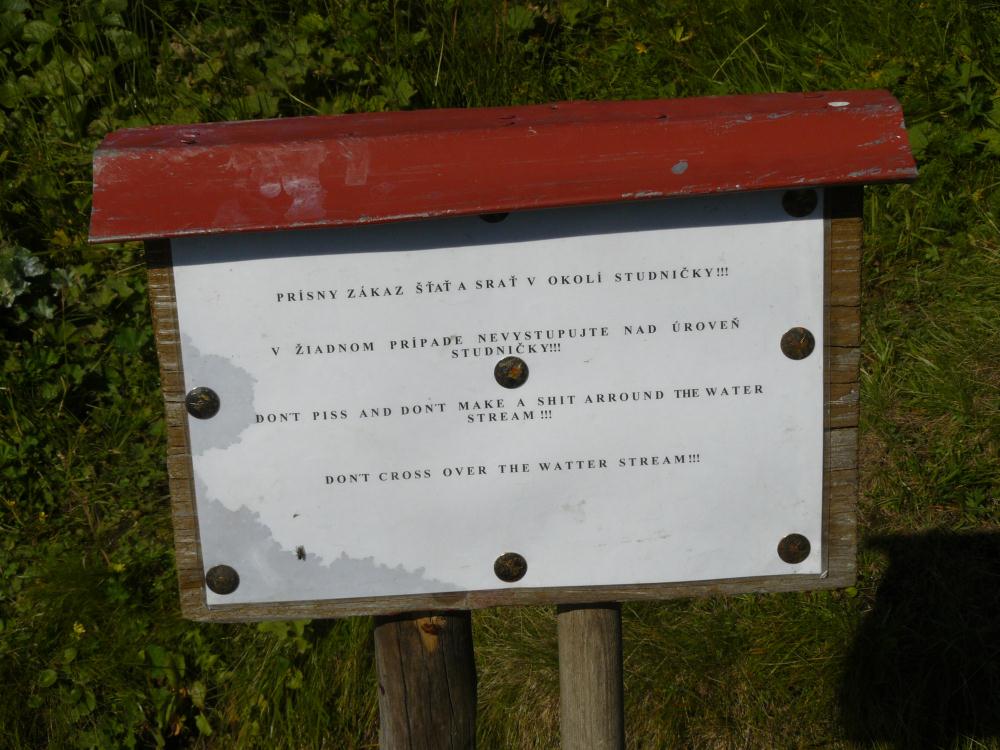 PRÍSNY ZÁKAZ ŠŤAŤ A SRAŤ V OKOLÍ STUDNIČKY!!!
V ŽIADNOM PRÍPADE NEVYSTUPUJTE NAD ÚROVEŇ
STUDNIČKY!!!
DON'T PISS AND DON'T MAKE A SHIT ARROUND THE WATER
STREAM !!!
DON'T CROSS OVER THE WATTER STREAM!!!